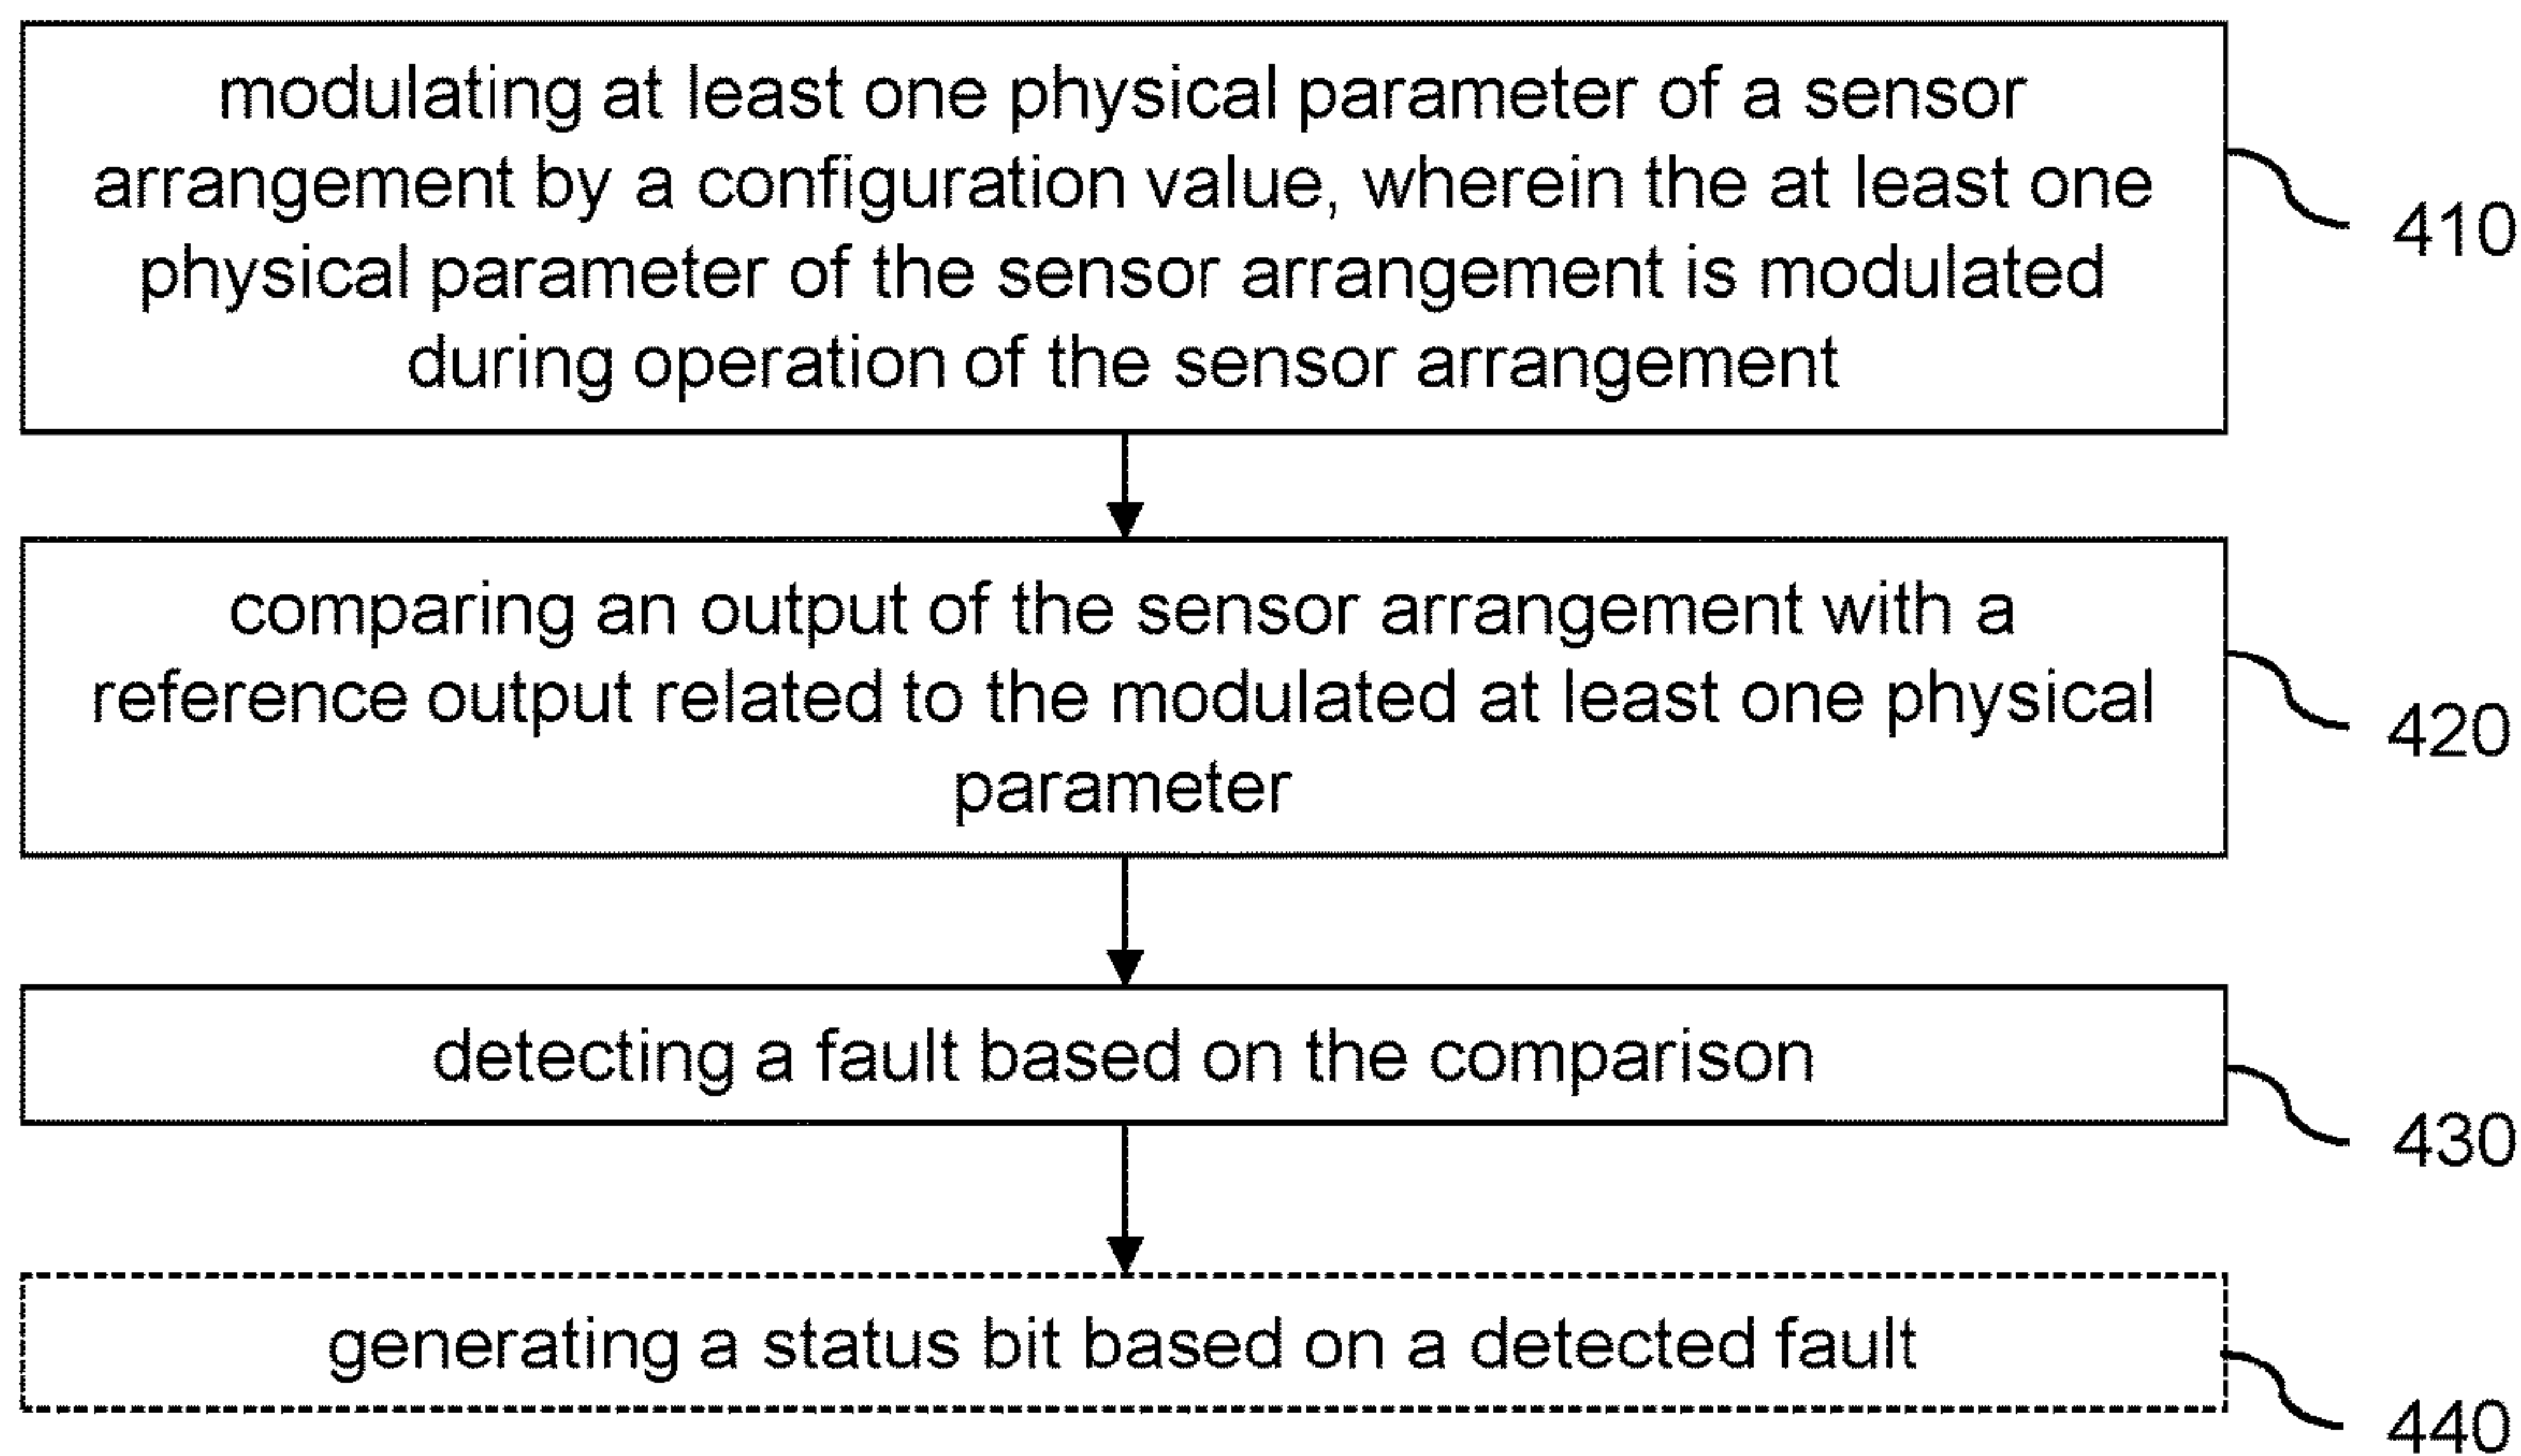 modulating at least one physical parameter of a sensor
arrangement by a configuration value, wherein the at least one
physical parameter of the sensor arrangement is modulated
during operation of the sensor arrangement
410
comparing an output of the sensor arrangement with a
reference output related to the modulated at least one physical
parameter
420
detecting a fault based on the comparison
430
generating a status bit based on a detected fault
440